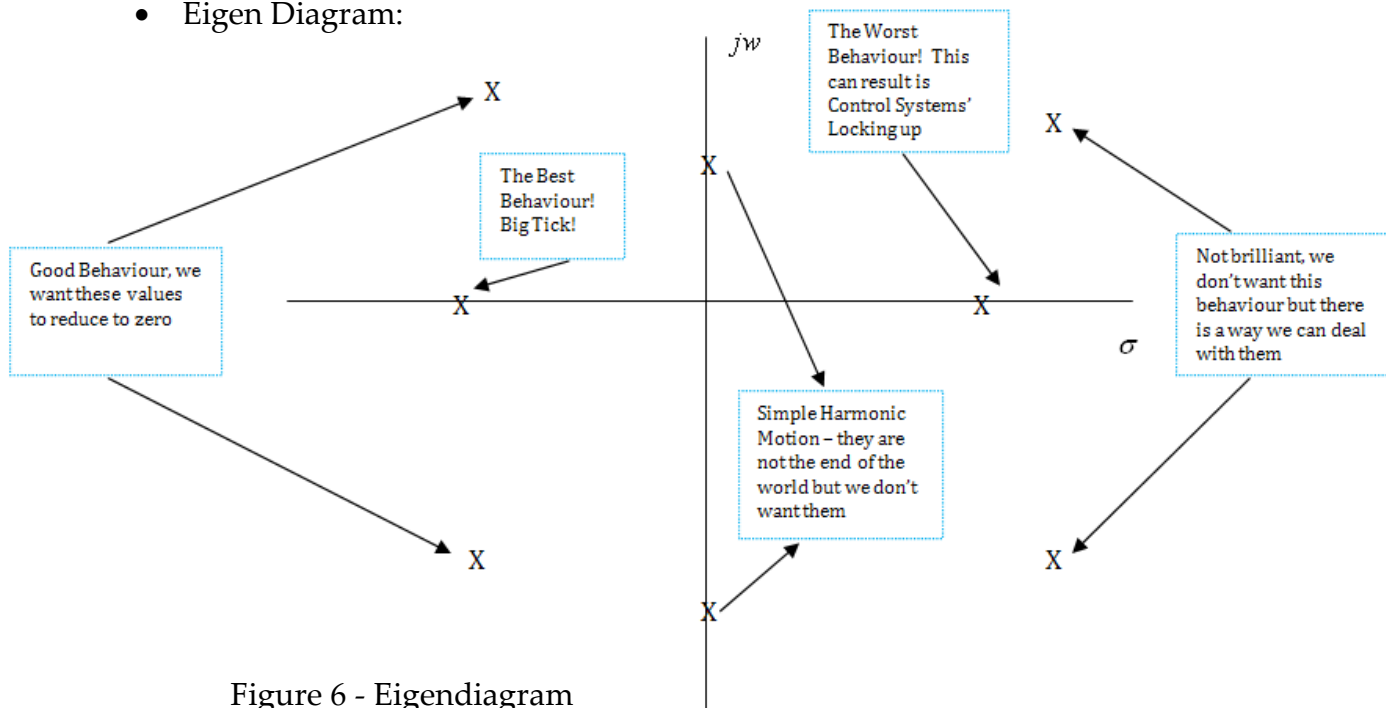 • Eigen Diagram:
jw
The Worst
Behaviour! This
can result is
Control Systems'
Locking up
X
X
X
The Best
Behaviour!
Big Tick!
Good Behaviour, we
want these values
to reduce to zero
Not brilliant, we
don't want this
behaviour but there
is a way we can deal
with them
X
X
σ
Simple Harmonic
Motion – they are
not the end of the
world but we don't
want them
X
X
X
Figure 6 - Eigendiagram